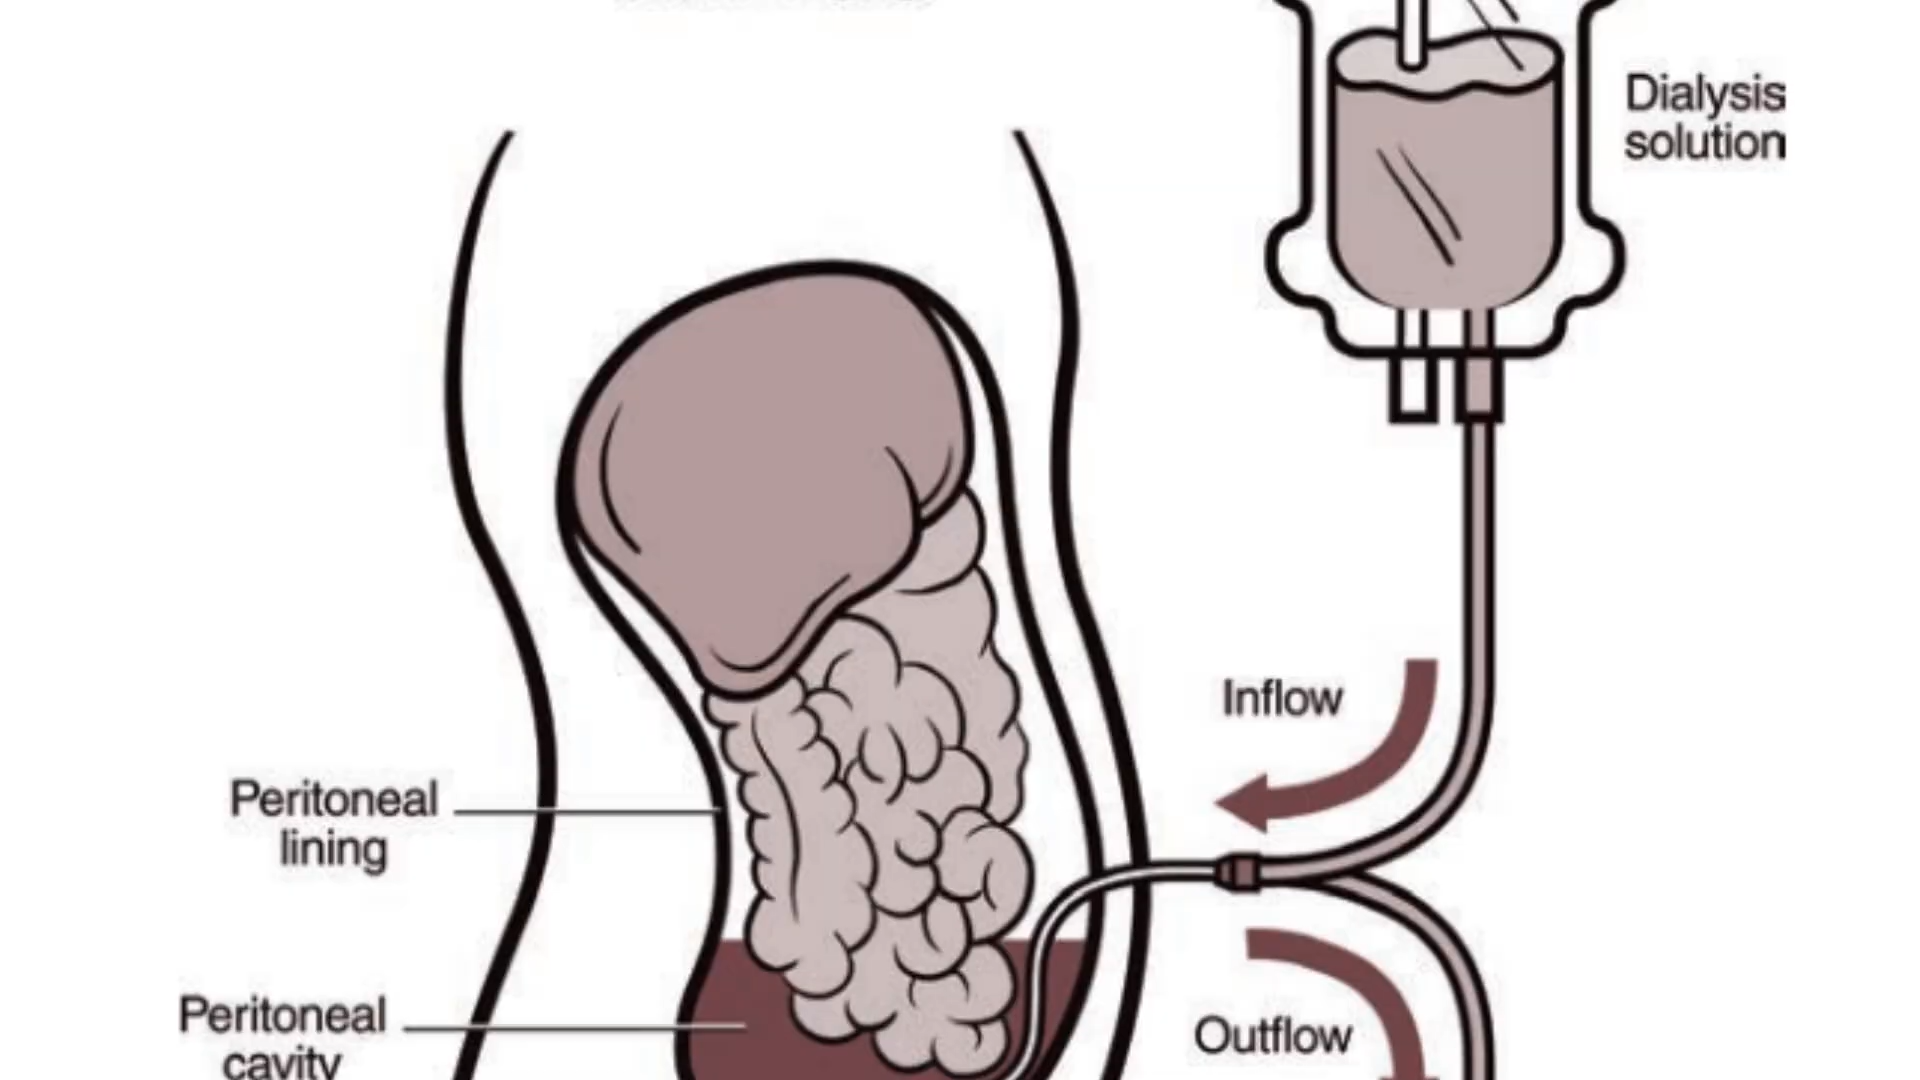 Dialysis
solution
Inflow
Peritoneal
lining
Peritoneal
cavity
Outflow